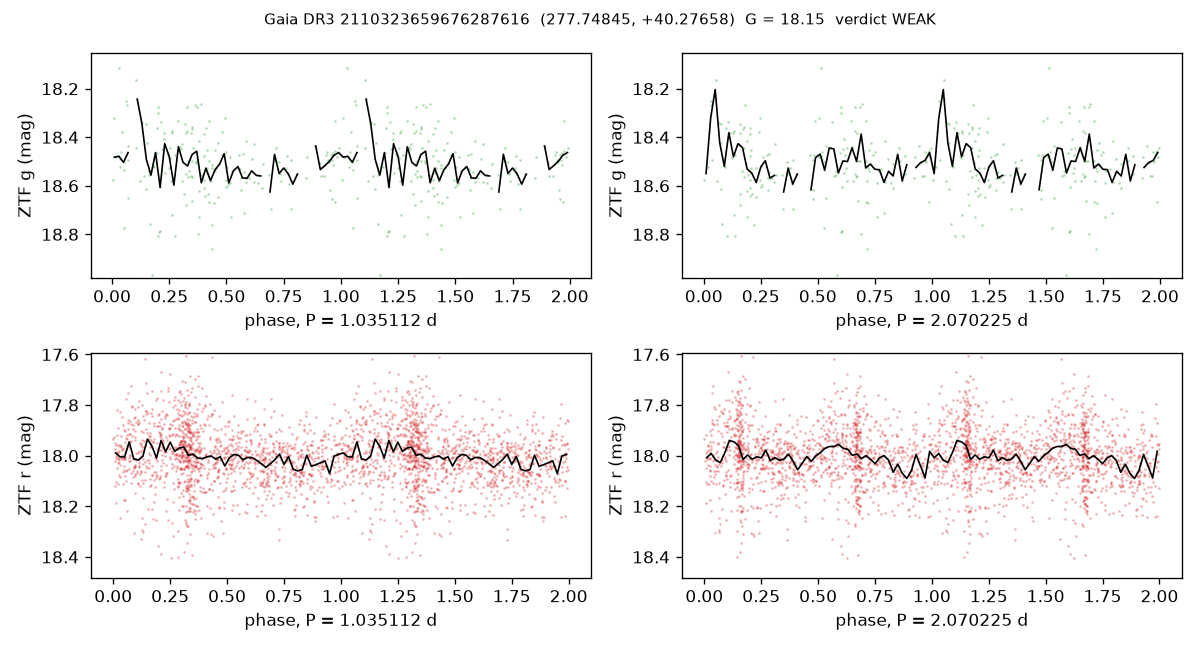 Gaia DR3 2110323659676287616 (277.74845, +40.27658) G = 18.15 verdict WEAK
ZTF g (mag)
18.2
18.4
18.6
18.8
0.00 0.25 0.50 0.75 1.00 1.25 1.50 1.75 2.00
phase, P = 1.035112 d
ZTF g (mag)
18.2
18.4
18.6
18.8
0.00 0.25 0.50 0.75 1.00 1.25 1.50 1.75 2.00
phase, P = 2.070225 d
ZTF r (mag)
17.6
17.8
18.0
18.2
18.4
0.00 0.25 0.50 0.75 1.00 1.25 1.50 1.75 2.00
phase, P = 1.035112 d
ZTF r (mag)
17.6
17.8
18.0
18.2
18.4
0.00 0.25 0.50 0.75 1.00 1.25 1.50 1.75 2.00
phase, P = 2.070225 d